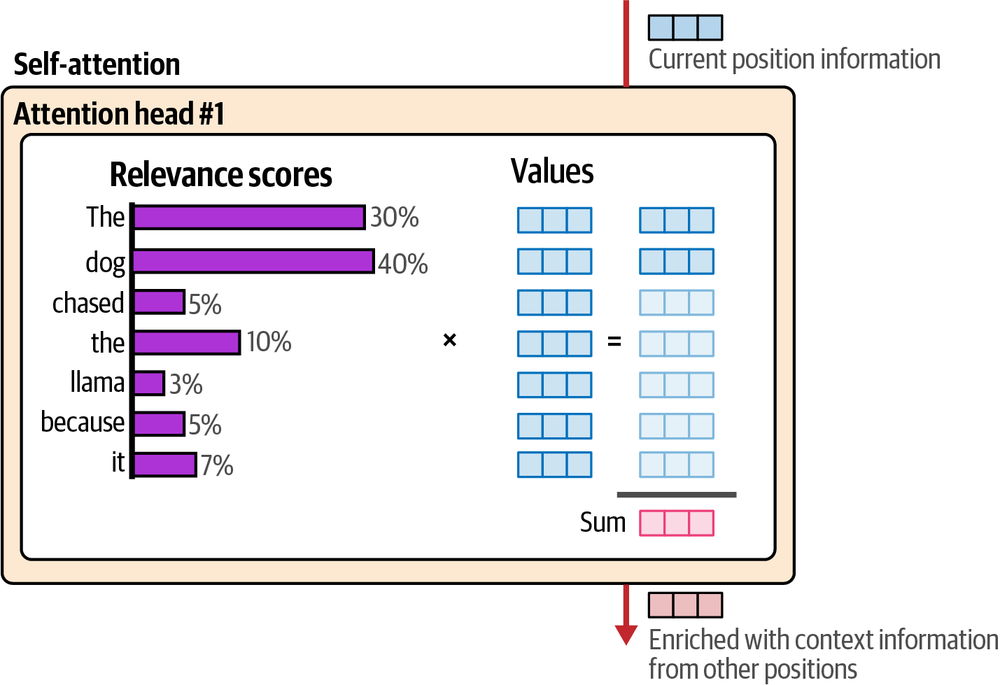 Current position information
Self-attention
Attention head #1
Relevance scores
Values
The 30%
dog 40%
chased 5%
the 10%
× =
llama 3%
because 5%
it 7%
Sum
Enriched with context information
from other positions